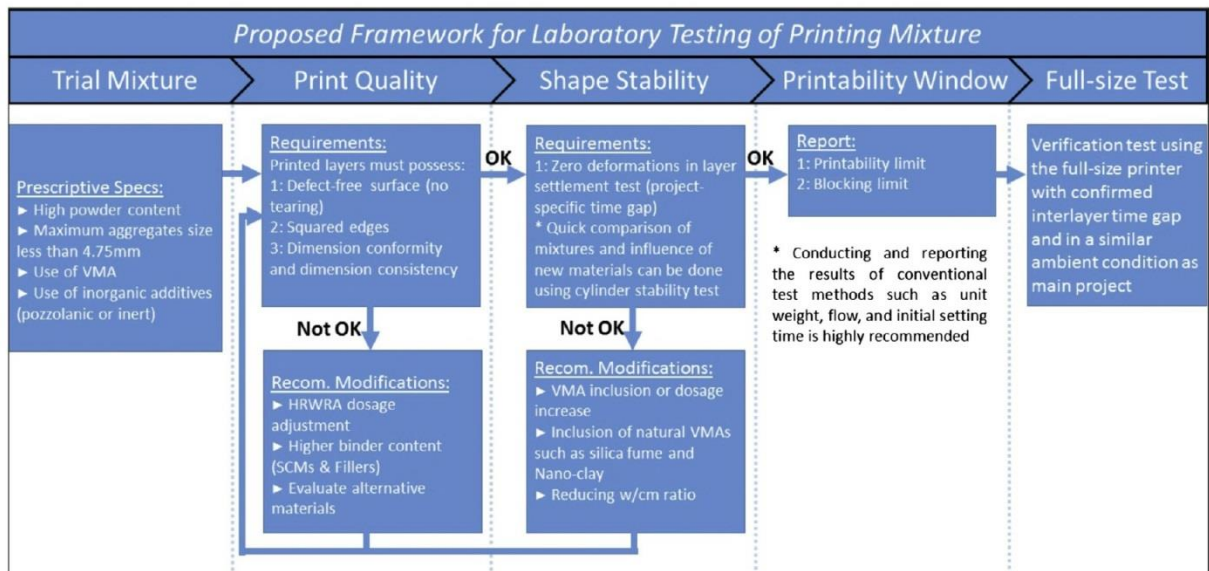 Proposed Framework for Laboratory Testing of Printing Mixture
Trial Mixture
Print Quality
Shape Stability
Printability Window
Full-size Test
Prescriptive Specs:
► High powder content
► Maximum aggregates size
less than 4.75mm
► Use of VMA
► Use of inorganic additives
(pozzolanic or inert)
Requirements:
Printed layers must possess:
1: Defect-free surface (no
tearing)
2: Squared edges
3: Dimension conformity
and dimension consistency
OK
Not OK
Recom. Modifications:
► HRWRA dosage
adjustment
► Higher binder content
(SCMs & Fillers)
► Evaluate alternative
materials
Requirements:
1: Zero deformations in layer
settlement test (project-
specific time gap)
* Quick comparison of
mixtures and influence of
new materials can be done
using cylinder stability test
OK
Not OK
Recom. Modifications:
► VMA inclusion or dosage
increase
► Inclusion of natural VMAs
such as silica fume and
Nano-clay
► Reducing w/cm ratio
Report:
1: Printability limit
2: Blocking limit
* Conducting and reporting
the results of conventional
test methods such as unit
weight, flow, and initial setting
time is highly recommended
Verification test using
the full-size printer
with confirmed
interlayer time gap
and in a similar
ambient condition as
main project